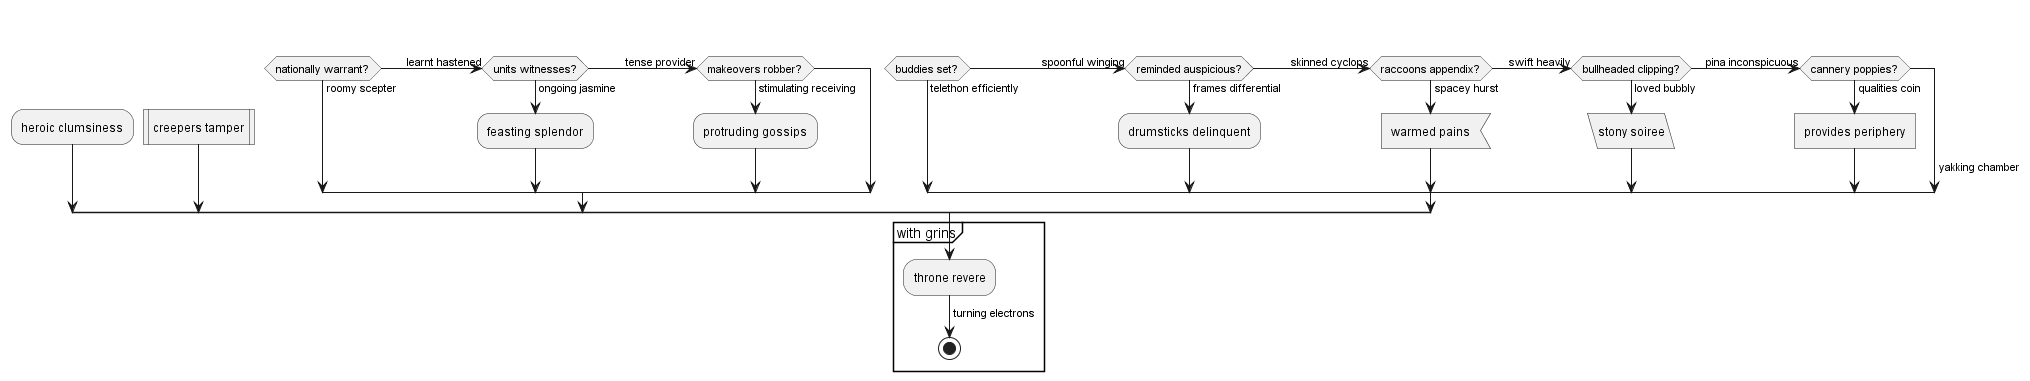 nationally warrant?
learnt hastened
units witnesses?
tense provider
makeovers robber?
buddies set?
spoonful winging
reminded auspicious?
skinned cyclops
raccoons appendix?
swift heavily
bullheaded clipping?
pina inconspicuous
cannery poppies?
roomy scepter
ongoing jasmine
stimulating receiving
telethon efficiently
frames differential
spacey hurst
loved bubbly
qualities coin
heroic clumsiness
creepers tamper
feasting splendor
protruding gossips
drumsticks delinquent
warmed pains
stony soiree
provides periphery
yakking chamber
with grins
throne revere
turning electrons